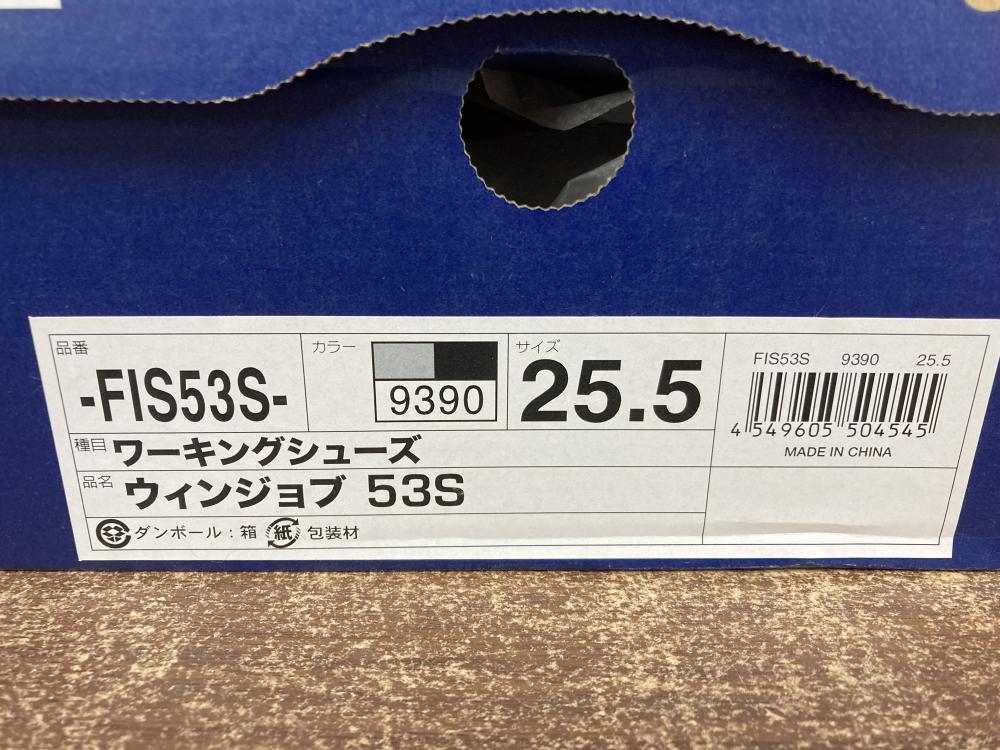 品番
-FIS53S-
カラー
9390
サイズ
25.5
種目 ワーキングシューズ
品名 ウィンジョブ 53S
ダンボール：箱 紙 包装材
FIS53S 9390 25.5
4 549605 504545
MADE IN CHINA